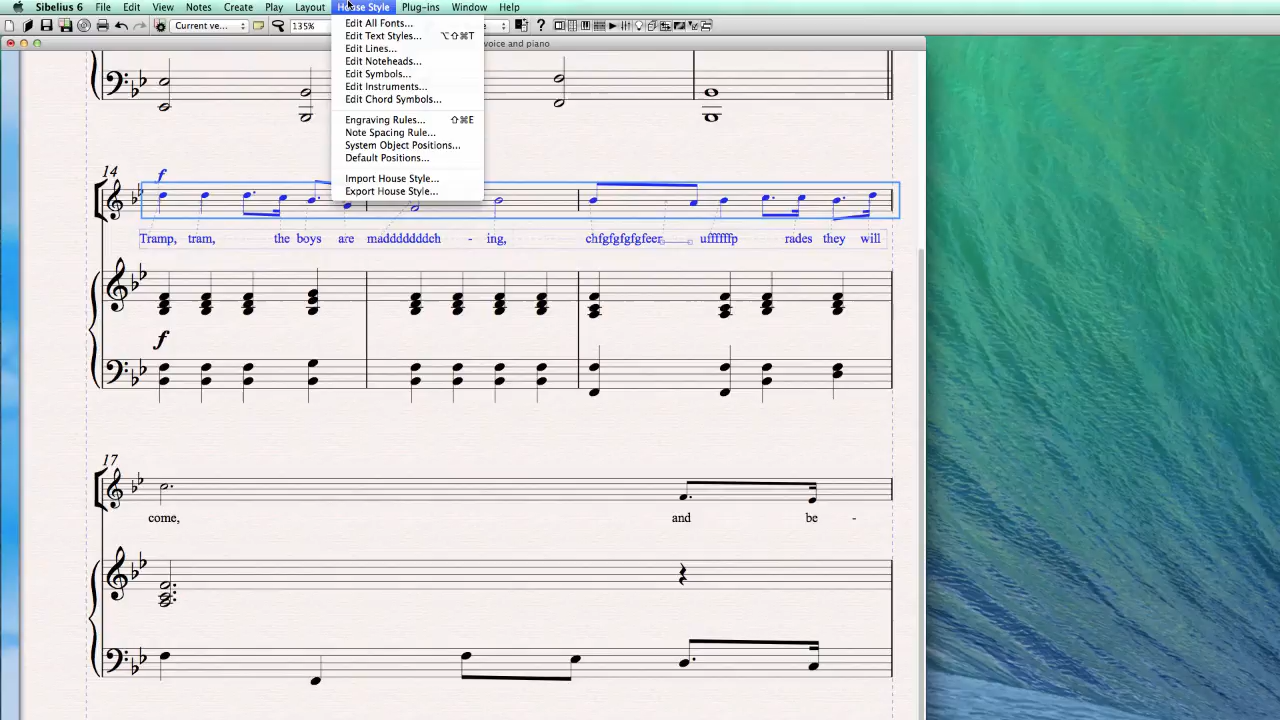 Sibelius 6 File Edit View Notes Create Play Layout House Style Plug-ins Window Help
Current ve... 135%
voice and piano
Edit All Fonts...
Edit Text Styles... ⌥⇧⌘T
Edit Lines...
Edit Noteheads...
Edit Symbols...
Edit Instruments...
Edit Chord Symbols...
Engraving Rules... ⇧⌘E
Note Spacing Rule...
System Object Positions...
Default Positions...
Import House Style...
Export House Style...
14
f
Tramp, tram, the boys are madddddddch - ing, chfgfgfgfgfeer ufffffp rades they will
f
17
come, and be -